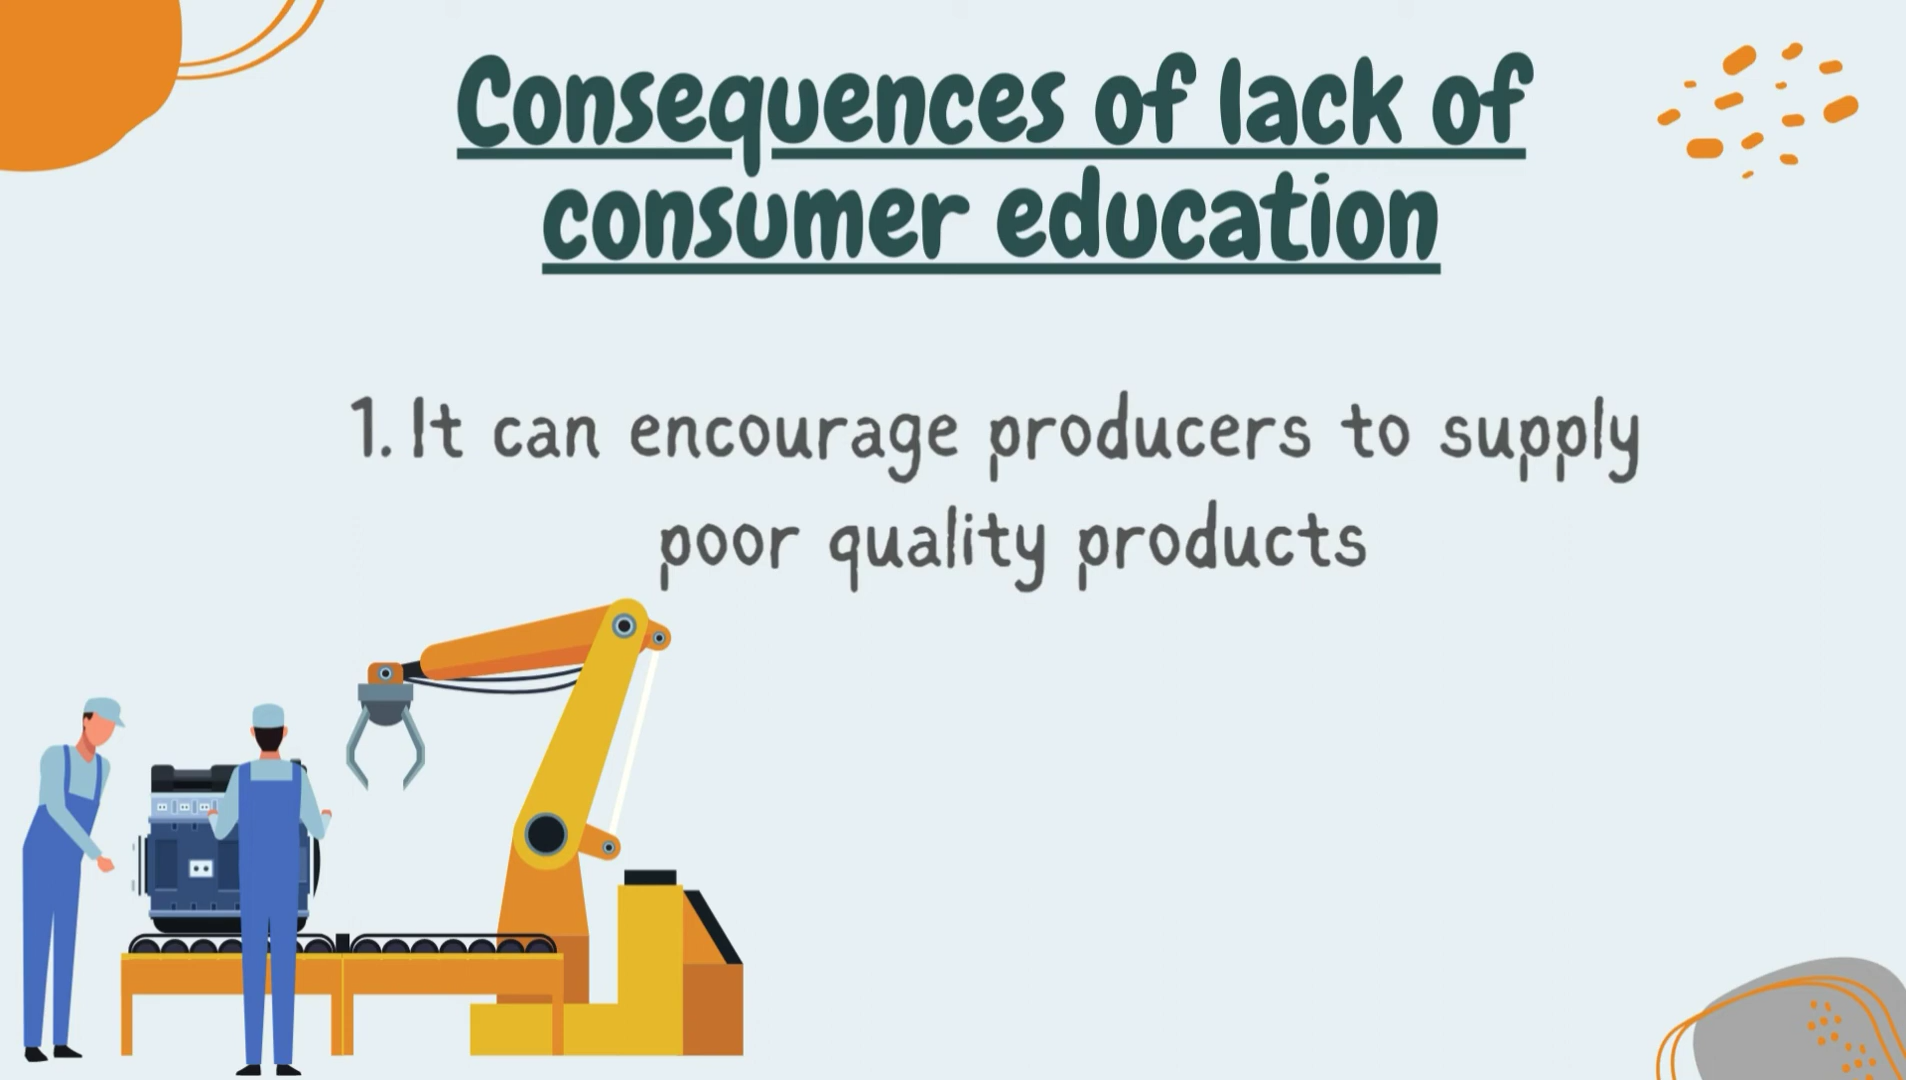 Consequences of lack of
consumer education
1. It can encourage producers to supply
poor quality products